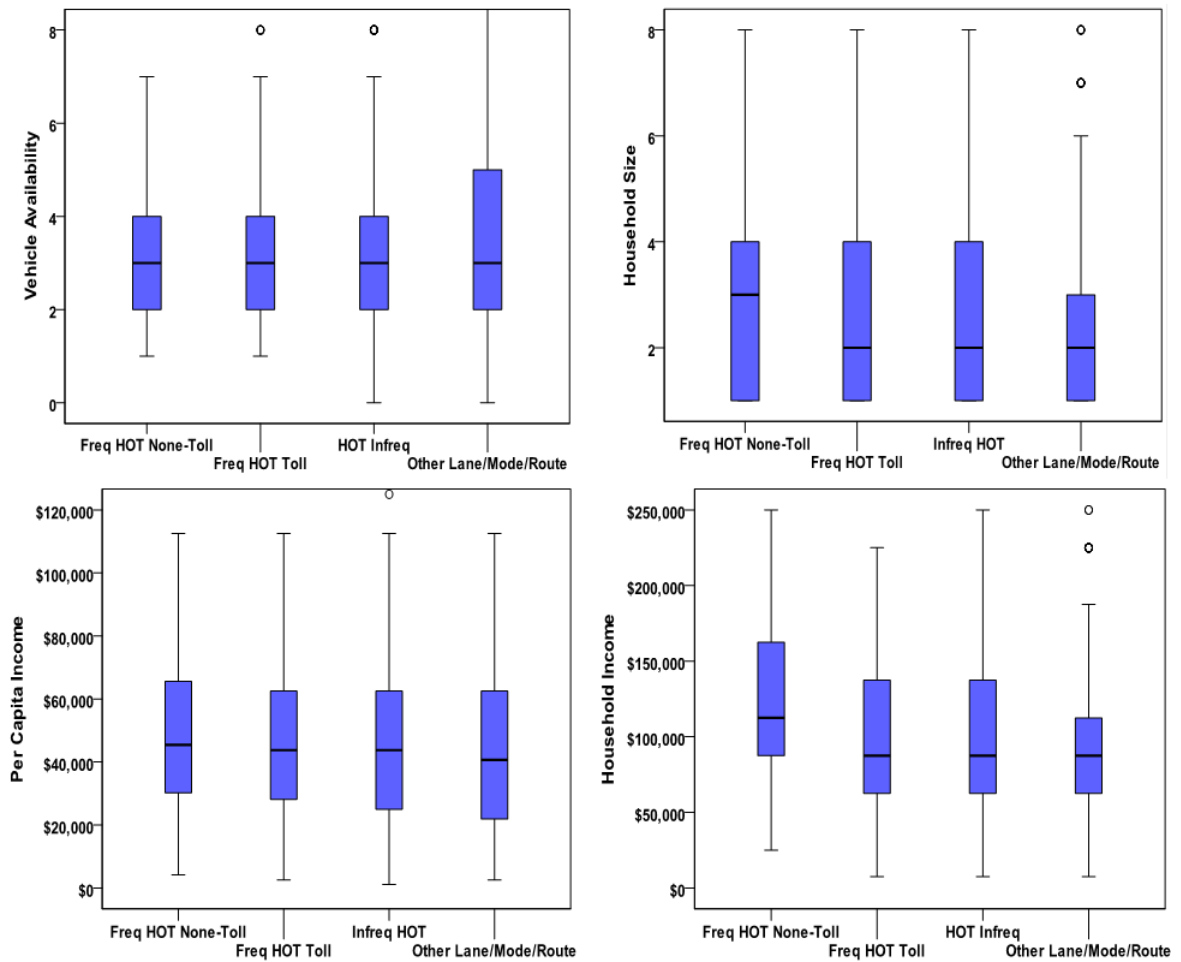 Vehicle Availability
8
6
4
2
0
Freq HOT None-Toll
Freq HOT Toll
HOT Infreq
Other Lane/Mode/Route
Household Size
8
6
4
2
Freq HOT None-Toll
Freq HOT Toll
Infreq HOT
Other Lane/Mode/Route
Per Capita Income
$120,000
$100,000
$80,000
$60,000
$40,000
$20,000
$0
Freq HOT None-Toll
Freq HOT Toll
Infreq HOT
Other Lane/Mode/Route
Household Income
$250,000
$200,000
$150,000
$100,000
$50,000
$0
Freq HOT None-Toll
Freq HOT Toll
HOT Infreq
Other Lane/Mode/Route